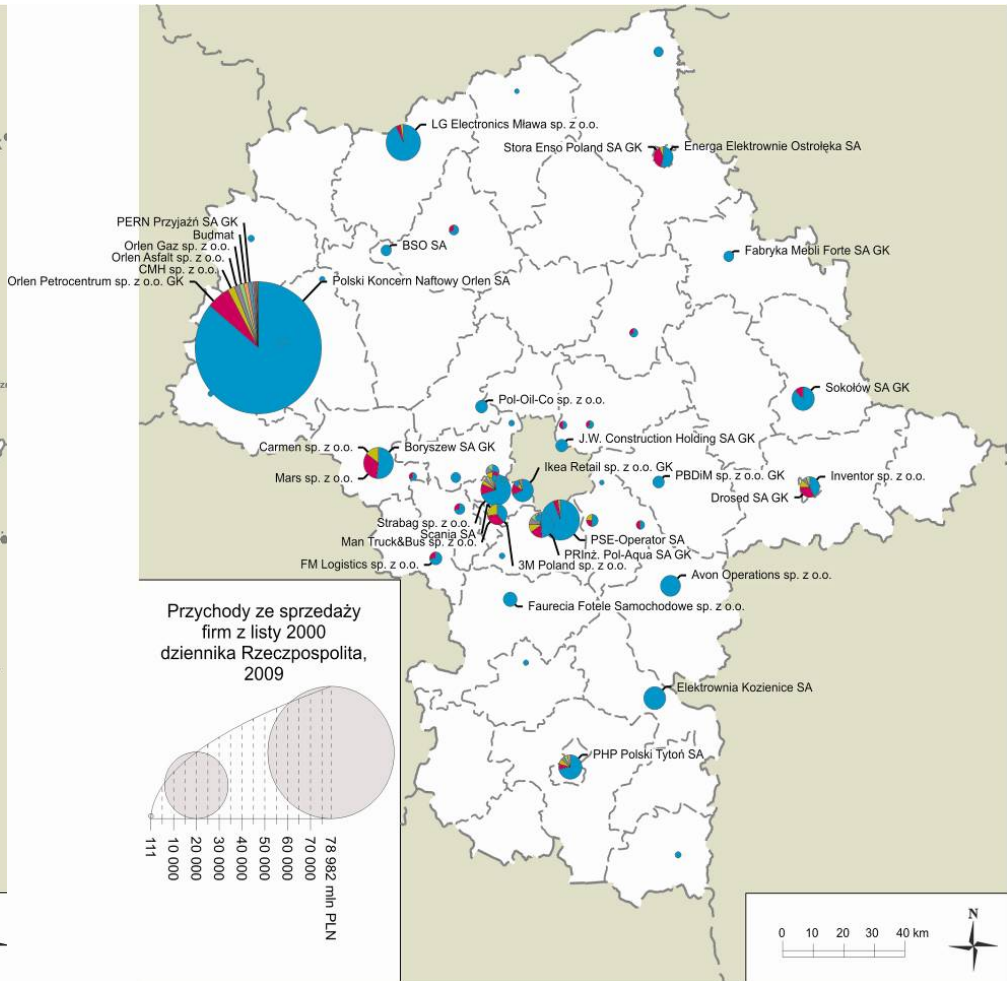 LG Electronics Mława sp. z o.o.
Stora Enso Poland SA GK
Energa Elektrownie Ostrołęka SA
PERN Przyjaźń SA GK
Budmat
Orlen Gaz sp. z o.o.
Orlen Asfalt sp. z o.o.
CMH sp. z o.o.
Orlen Petrocentrum sp. z o.o. GK
BSO SA
Fabryka Mebli Forte SA GK
Polski Koncern Naftowy Orlen SA
Sokołów SA GK
Pol-Oil-Co sp. z o.o.
J.W. Construction Holding SA GK
Carmen sp. z o.o.
Boryszew SA GK
Mars sp. z o.o.
Ikea Retail sp. z o.o. GK
PBDiM sp. z o.o. GK
Inventor sp. z o.o.
Drosed SA GK
Strabag sp. z o.o.
Scania SA
Man Truck&Bus sp. z o.o.
PSE-Operator SA
PRInż. Pol-Aqua SA GK
3M Poland sp. z o.o.
FM Logistics sp. z o.o.
Avon Operations sp. z o.o.
Faurecia Fotele Samochodowe sp. z o.o.
Elektrownia Kozienice SA
PHP Polski Tytoń SA
Przychody ze sprzedaży
firm z listy 2000
dziennika Rzeczpospolita,
2009
111
10 000
20 000
30 000
40 000
50 000
60 000
70 000
78 982 mln PLN
0 10 20 30 40 km
N